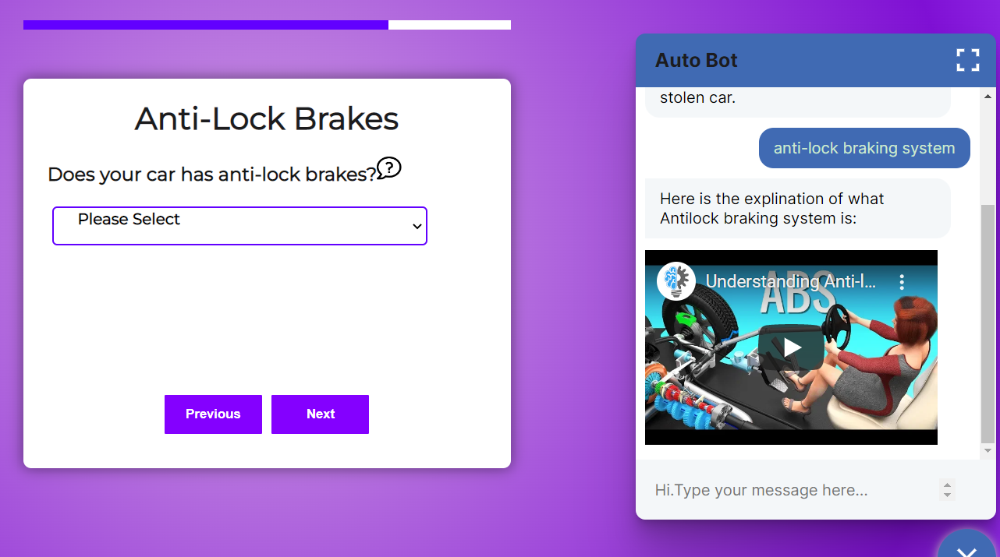 Anti-Lock Brakes
Does your car has anti-lock brakes?
?
Please Select
Previous
Next
Auto Bot
stolen car.
anti-lock braking system
Here is the explination of what
Antilock braking system is:
Understanding Anti-l...
ABS
Hi.Type your message here...